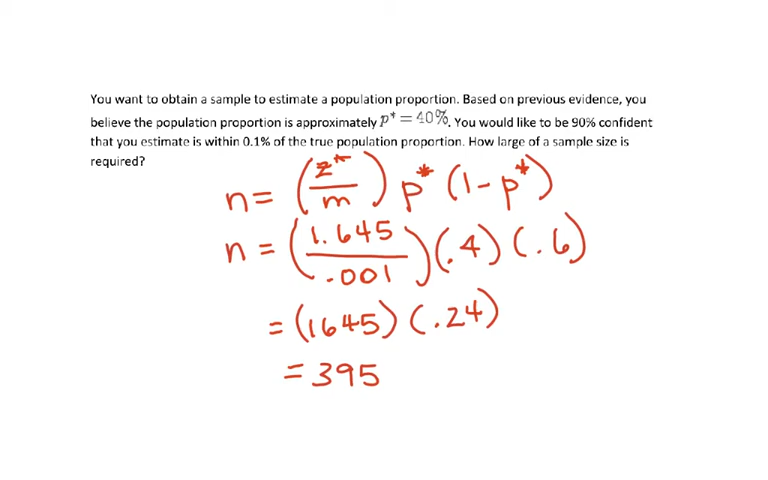 You want to obtain a sample to estimate a population proportion. Based on previous evidence, you
believe the population proportion is approximately p* = 40%. You would like to be 90% confident
that you estimate is within 0.1% of the true population proportion. How large of a sample size is
required?
n = (z*/m) p* (1 - p*)
n = (1.645/.001) (.4) (.6)
= (1645) (.24)
= 395